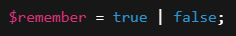 $remember = true | false;